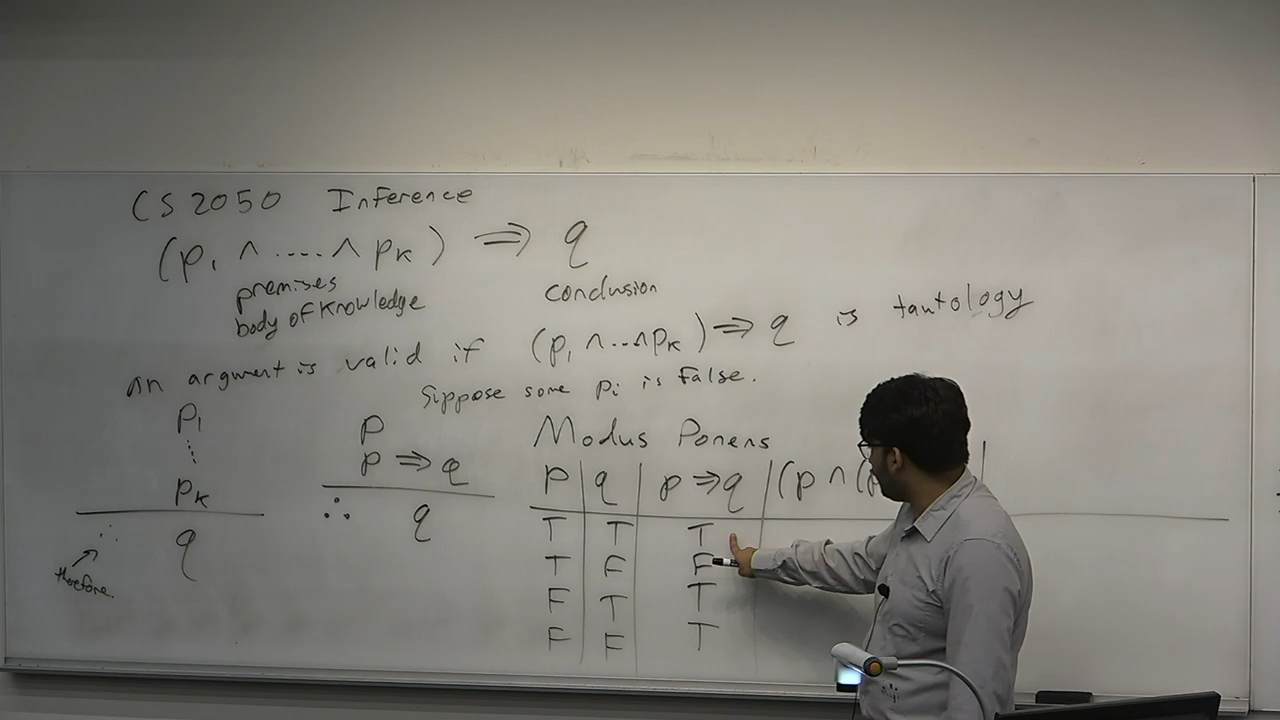 CS 2050 Inference
(p₁ ∧ ..... ∧ pₖ) ⇒ q
premises conclusion
body of knowledge
an argument is valid if (p₁ ∧ ... ∧ pₖ) ⇒ q is tautology
Suppose some pᵢ is false.
p₁
⋮
pₖ
∴ q
therefore.
p
p ⇒ q
∴ q
Modus Ponens
p | q | p ⇒ q | (p ∧ (
T | T | T
T | F | F
F | T | T
F | F | T